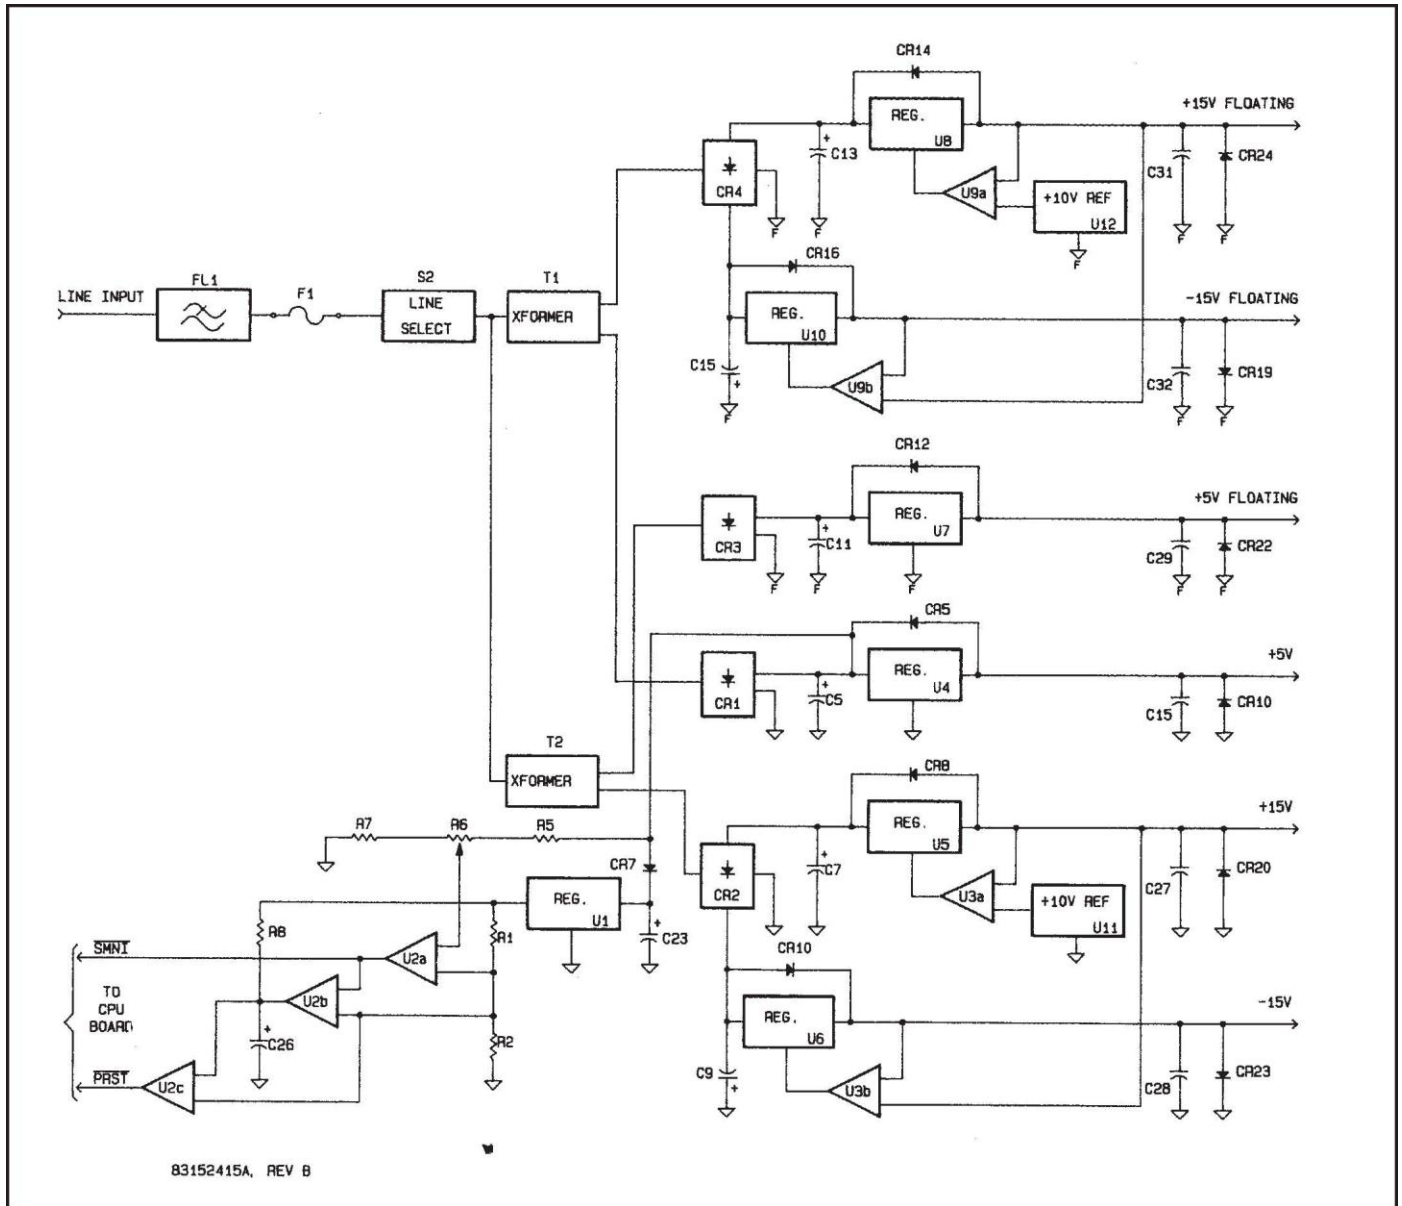 CR14
+15V FLOATING
REG.
U8
+
C13
CR4
U9a
+10V REF
U12
C31
CR24
F
F
F
F
F
CR16
LINE INPUT
FL1
F1
S2
LINE
SELECT
T1
XFORMER
-15V FLOATING
REG.
U10
C15
+
U9b
C32
CR19
F
F
F
CR12
+5V FLOATING
REG.
U7
CR3
+
C11
C29
CR22
F
F
F
F
F
CR5
+5V
REG.
U4
CR1
+
C5
C15
CR10
T2
XFORMER
CR8
+15V
REG.
U5
R7
R6
R5
CR7
CR2
+
C7
U3a
+10V REF
U11
C27
CR20
REG.
U1
+
C23
R8
R1
SMNI
U2a
CR10
TO
CPU
BOARD
U2b
+
C26
R2
-15V
REG.
U6
C9
+
U3b
C28
CR23
PRST
U2c
83152415A, REV B